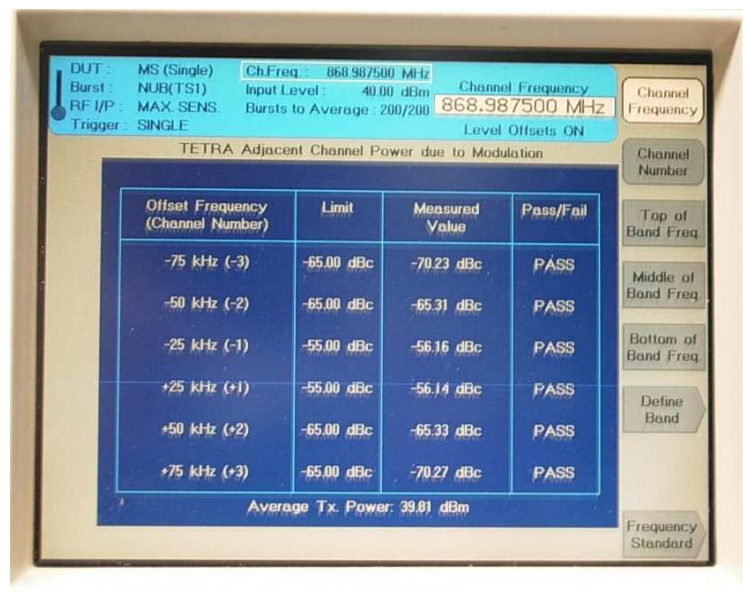 DUT : MS (Single) Ch.Freq. : 868.987500 MHz
Burst : NUB(TS1) Input Level : 40.00 dBm Channel Frequency
RF I/P : MAX. SENS. Bursts to Average : 200/200 868.987500 MHz
Trigger : SINGLE Level Offsets ON
TETRA Adjacent Channel Power due to Modulation
Offset Frequency (Channel Number) Limit Measured Value Pass/Fail
-75 kHz (-3) -65.00 dBc -70.23 dBc PASS
-50 kHz (-2) -65.00 dBc -65.31 dBc PASS
-25 kHz (-1) -55.00 dBc -56.16 dBc PASS
+25 kHz (+1) -55.00 dBc -56.14 dBc PASS
+50 kHz (+2) -65.00 dBc -65.33 dBc PASS
+75 kHz (+3) -65.00 dBc -70.27 dBc PASS
Average Tx. Power: 39.81 dBm
Channel
Frequency
Channel
Number
Top of
Band Freq.
Middle of
Band Freq.
Bottom of
Band Freq.
Define
Band
Frequency
Standard